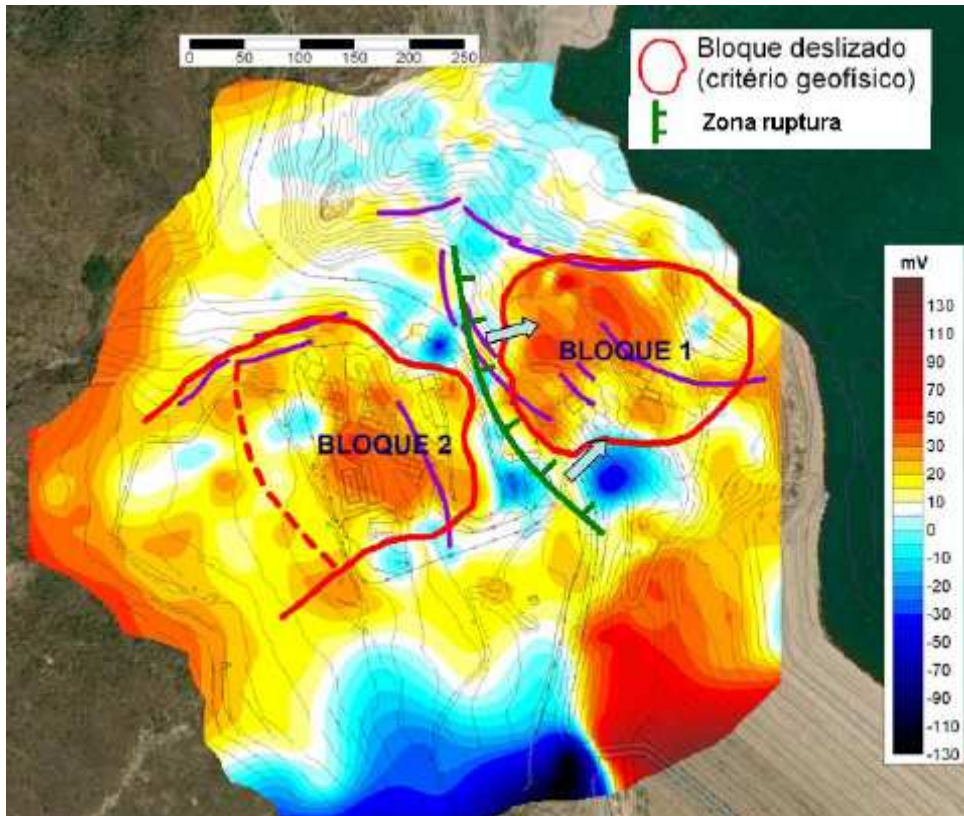 0 50 100 150 200 250
Bloque deslizado
(critério geofísico)
Zona ruptura
mV
130
110
90
70
50
30
20
10
0
-10
-30
-50
-70
-90
-110
-130
BLOQUE 1
BLOQUE 2